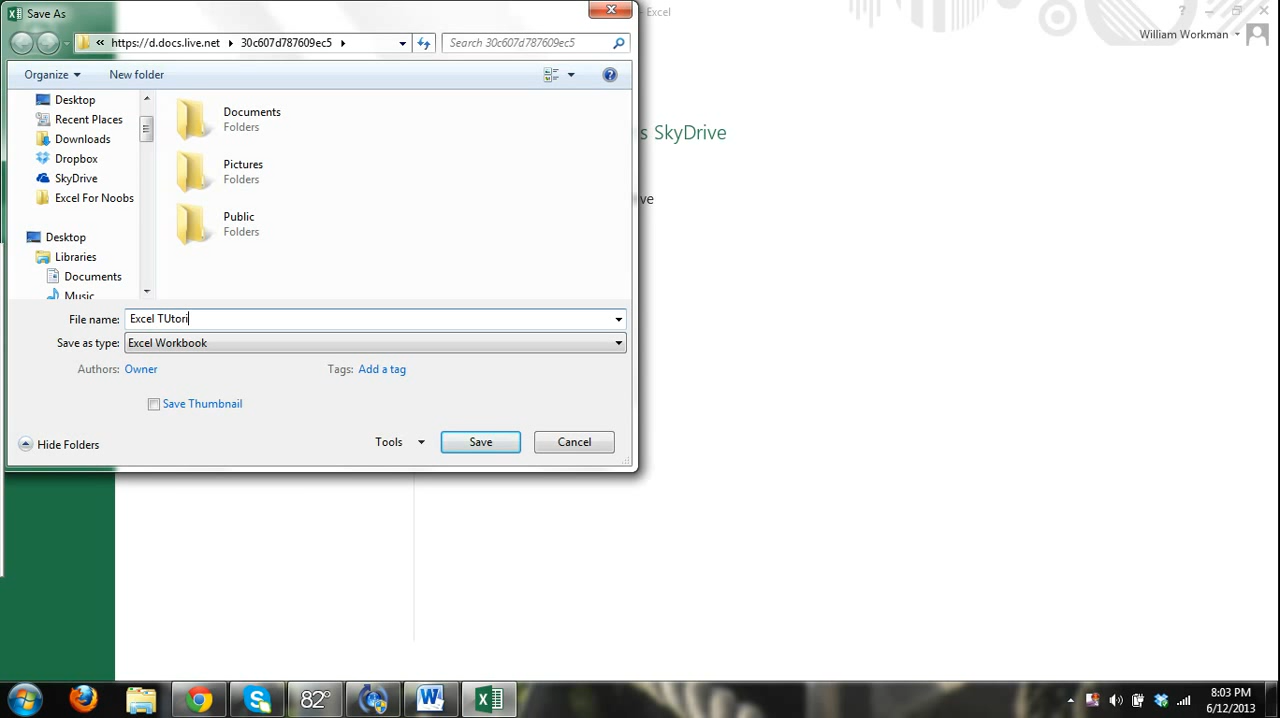 Save As
- Excel
William Workman
https://d.docs.live.net ▸ 30c607d787609ec5 ▸
Search 30c607d787609ec5
Organize
New folder
Desktop
Recent Places
Downloads
Dropbox
SkyDrive
Excel For Noobs
Desktop
Libraries
Documents
Music
Documents
Folders
Pictures
Folders
Public
Folders
s SkyDrive
ve
File name: Excel TUtori
Save as type: Excel Workbook
Authors: Owner
Tags: Add a tag
Save Thumbnail
Hide Folders
Tools
Save
Cancel
82°
8:03 PM
6/12/2013